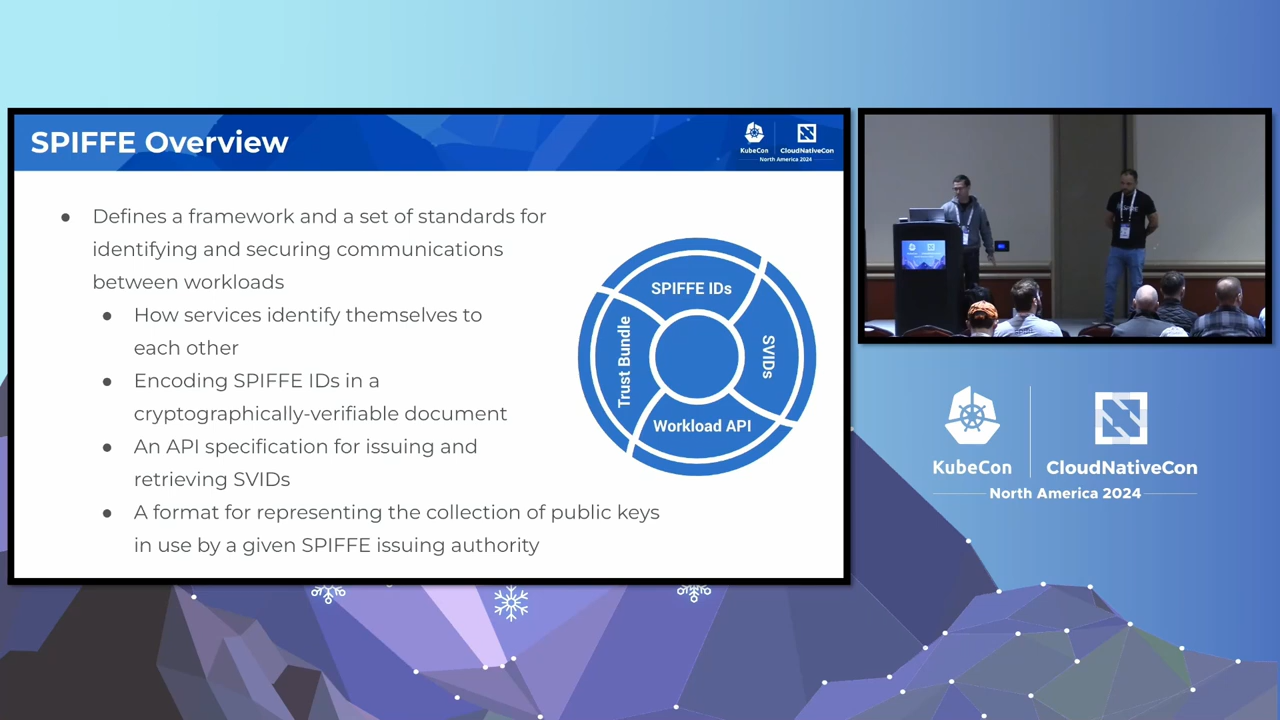 SPIFFE Overview
KubeCon
CloudNativeCon
North America 2024
● Defines a framework and a set of standards for
identifying and securing communications
between workloads
● How services identify themselves to
each other
● Encoding SPIFFE IDs in a
cryptographically-verifiable document
● An API specification for issuing and
retrieving SVIDs
● A format for representing the collection of public keys
in use by a given SPIFFE issuing authority
SPIFFE IDs
SVIDs
Workload API
Trust Bundle
KubeCon
CloudNativeCon
North America 2024